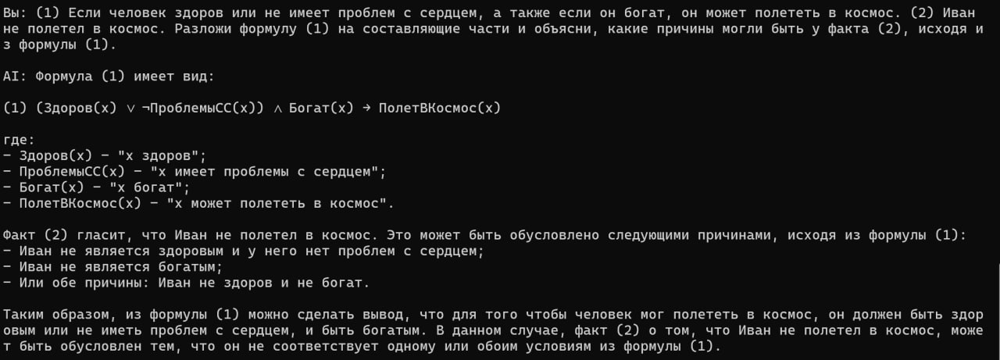 Вы: (1) Если человек здоров или не имеет проблем с сердцем, а также если он богат, он может полететь в космос. (2) Иван
не полетел в космос. Разложи формулу (1) на составляющие части и объясни, какие причины могли быть у факта (2), исходя и
з формулы (1).
AI: Формула (1) имеет вид:
(1) (Здоров(x) ∨ ¬ПроблемыСС(x)) ∧ Богат(x) → ПолетВКосмос(x)
где:
– Здоров(x) – "x здоров";
– ПроблемыСС(x) – "x имеет проблемы с сердцем";
– Богат(x) – "x богат";
– ПолетВКосмос(x) – "x может полететь в космос".
Факт (2) гласит, что Иван не полетел в космос. Это может быть обусловлено следующими причинами, исходя из формулы (1):
– Иван не является здоровым и у него нет проблем с сердцем;
– Иван не является богатым;
– Или обе причины: Иван не здоров и не богат.
Таким образом, из формулы (1) можно сделать вывод, что для того чтобы человек мог полететь в космос, он должен быть здор
овым или не иметь проблем с сердцем, и быть богатым. В данном случае, факт (2) о том, что Иван не полетел в космос, може
т быть обусловлен тем, что он не соответствует одному или обоим условиям из формулы (1).